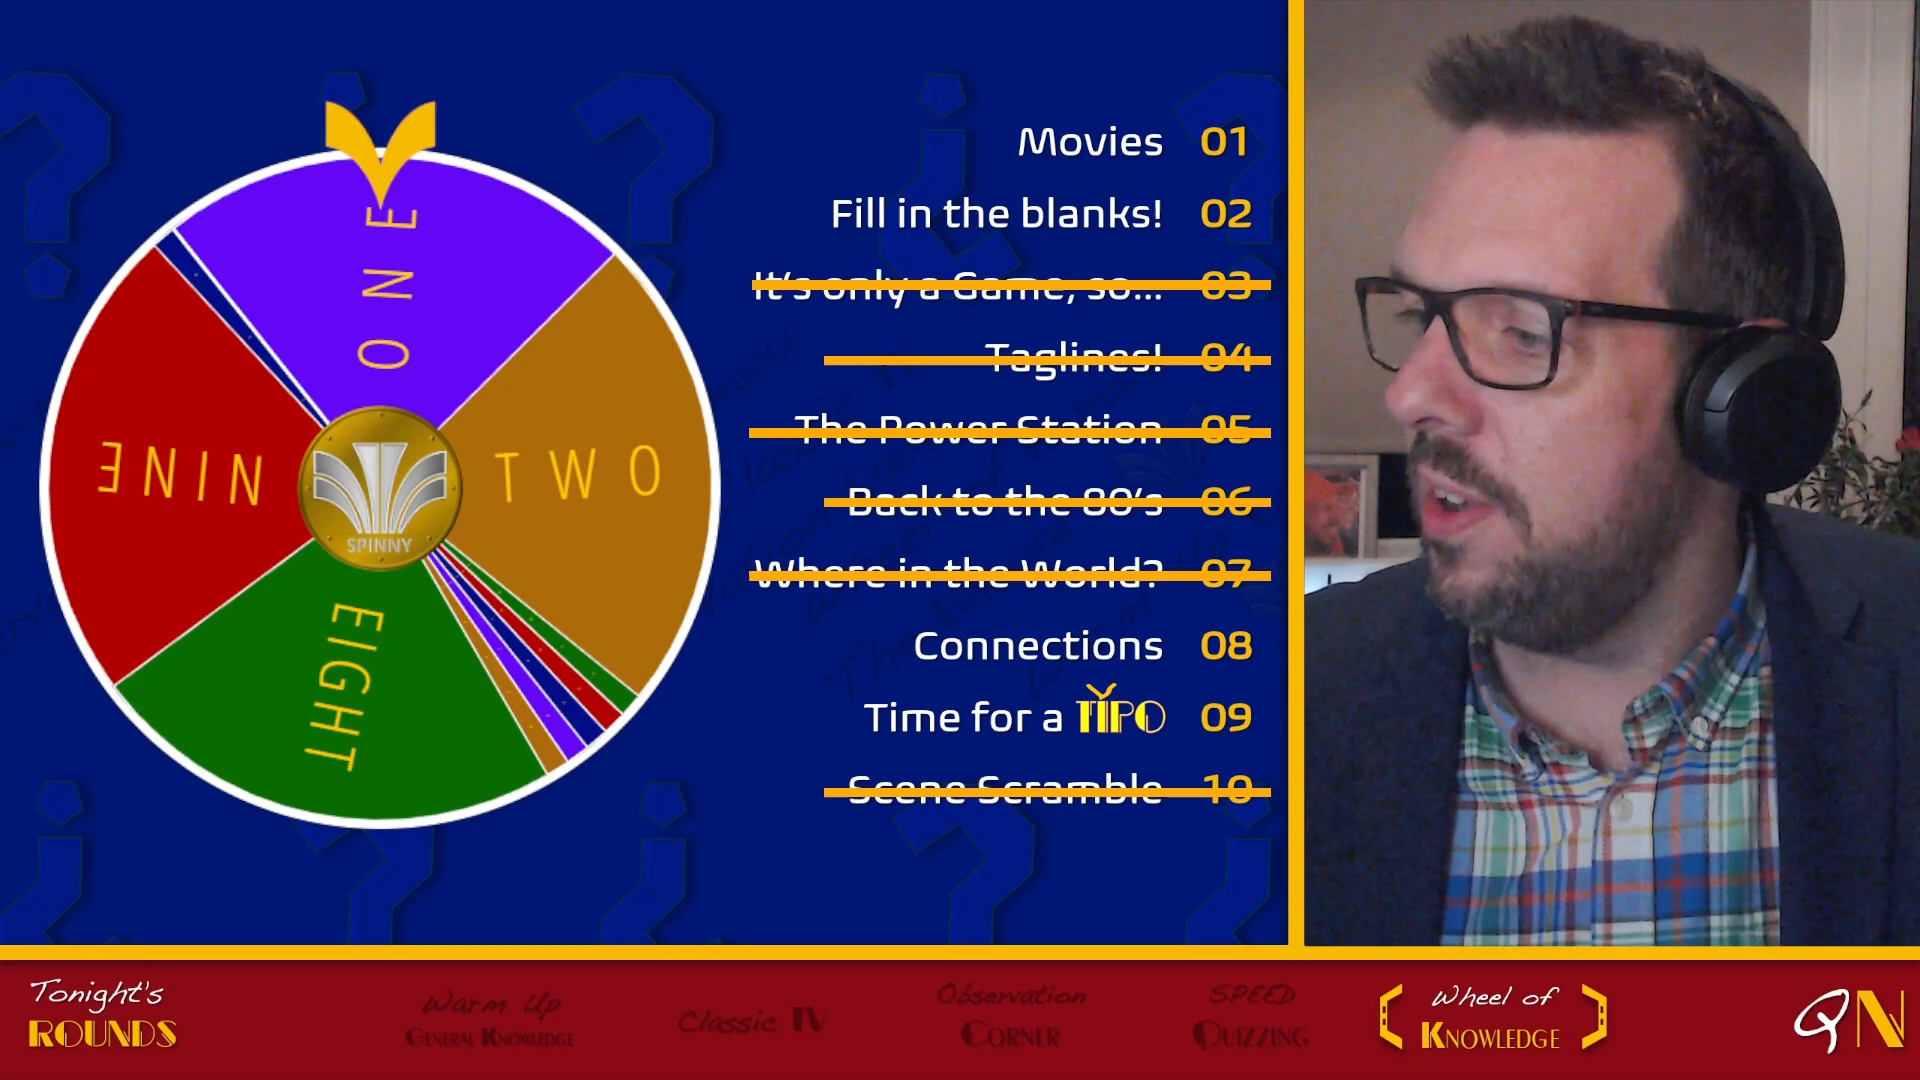 ONE
TWO
EIGHT
NINE
SPINNY
Movies 01
Fill in the blanks! 02
It's only a Game, so... 03
Taglines! 04
The Power Station 05
Back to the 80's 06
Where in the World? 07
Connections 08
Time for a TIPO 09
Scene Scramble 10
Tonight's
ROUNDS
Warm Up
GENERAL KNOWLEDGE
Classic TV
Observation
CORNER
SPEED
QUIZZING
Wheel of
KNOWLEDGE
QN